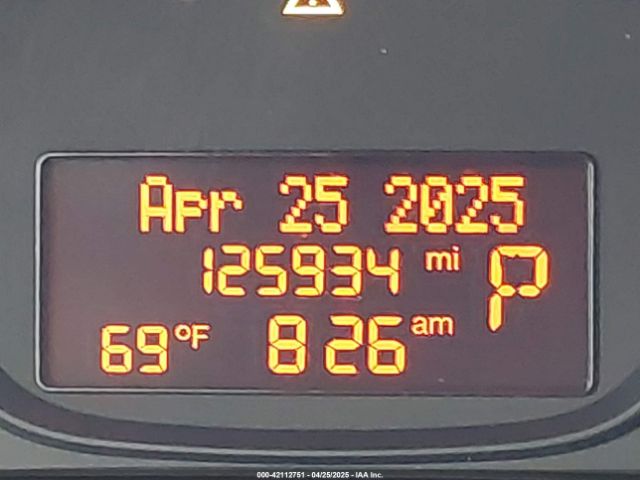 Apr 25 2025
125934 mi P
69°F 8 26 am
000-42112751 - 04/25/2025 - IAA Inc.